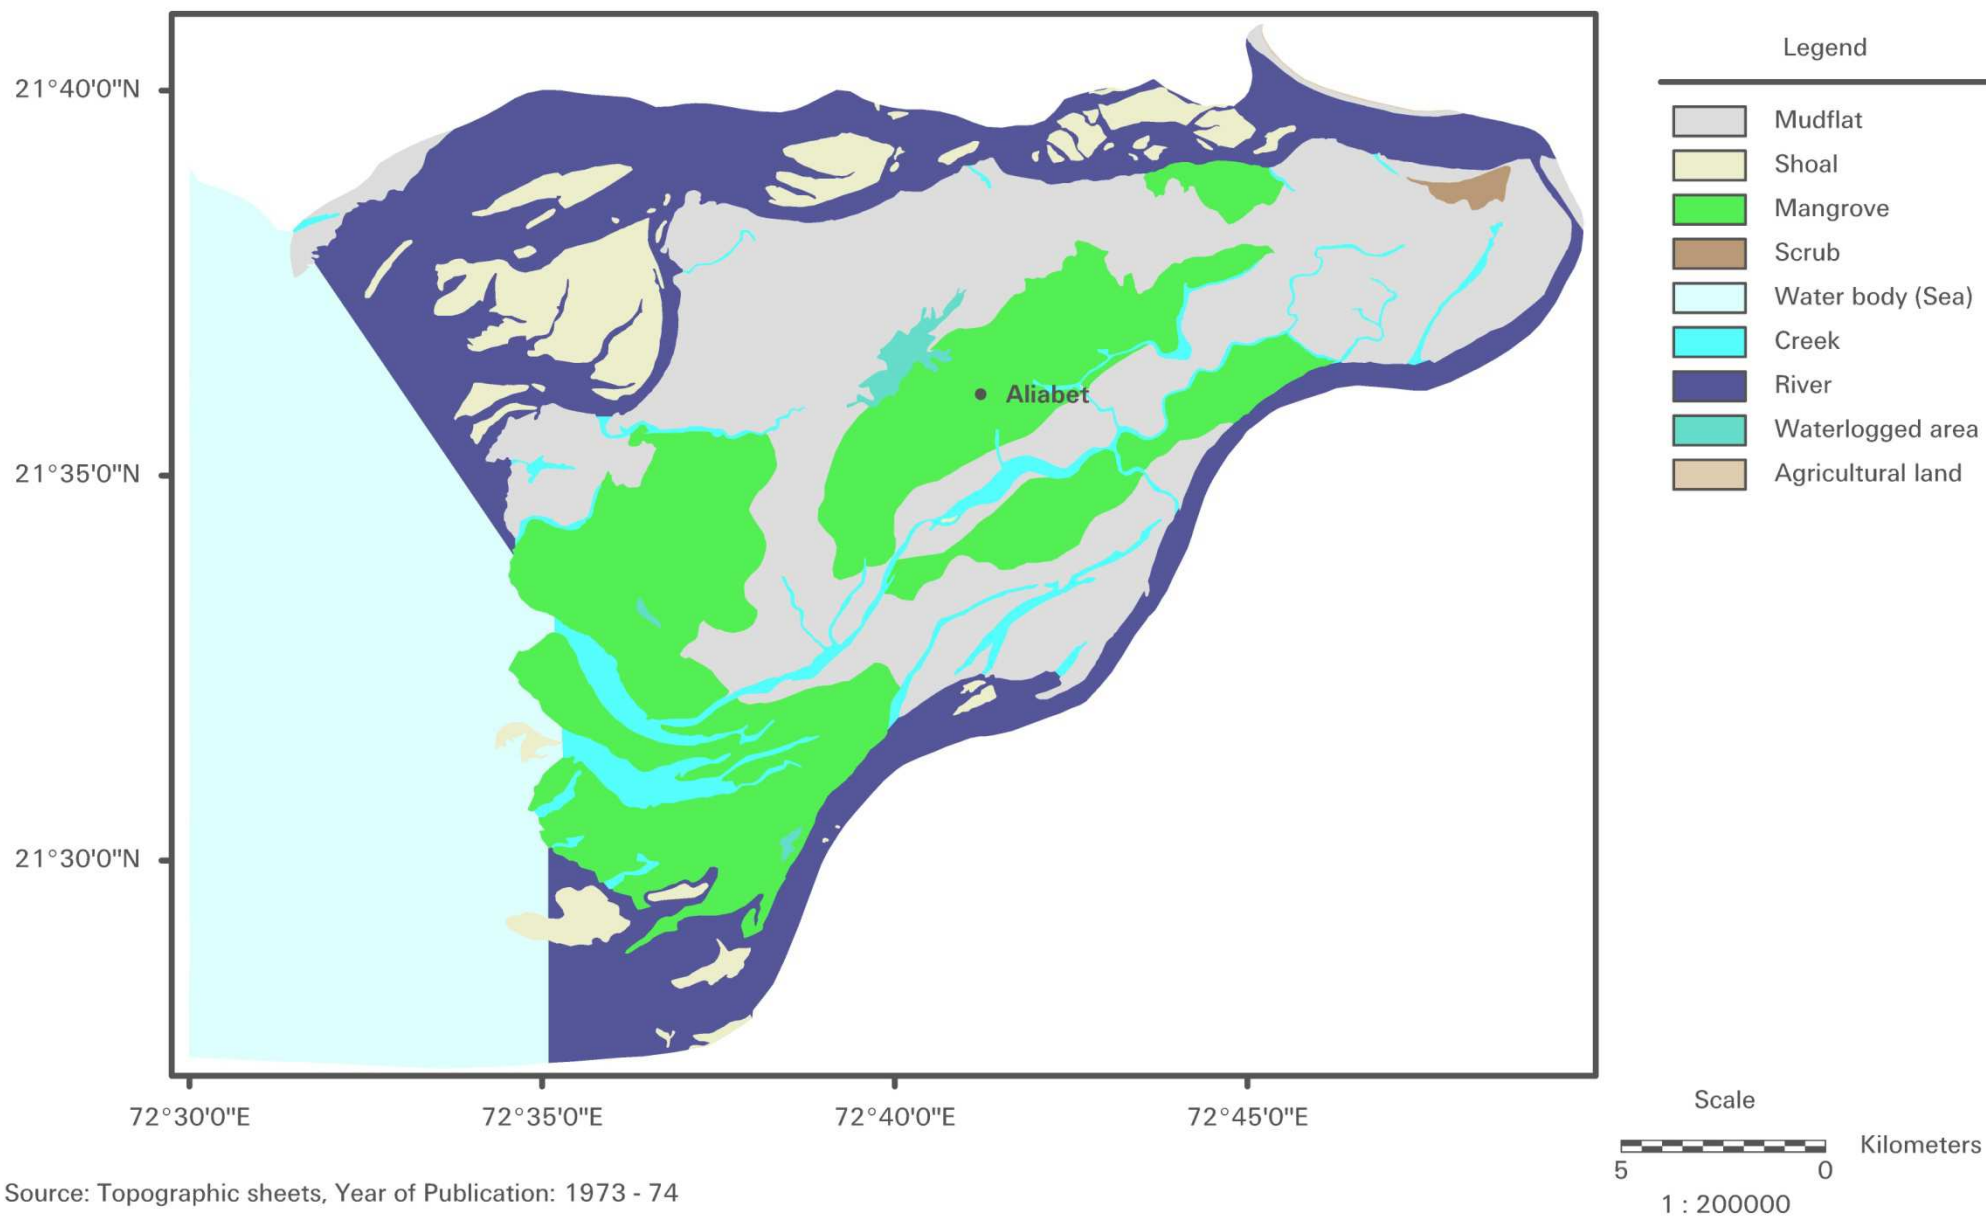 21°40'0"N
21°35'0"N
21°30'0"N
72°30'0"E
72°35'0"E
72°40'0"E
72°45'0"E
Aliabet
Legend
Mudflat
Shoal
Mangrove
Scrub
Water body (Sea)
Creek
River
Waterlogged area
Agricultural land
Scale
Kilometers
5 0
1 : 200000
Source: Topographic sheets, Year of Publication: 1973 - 74